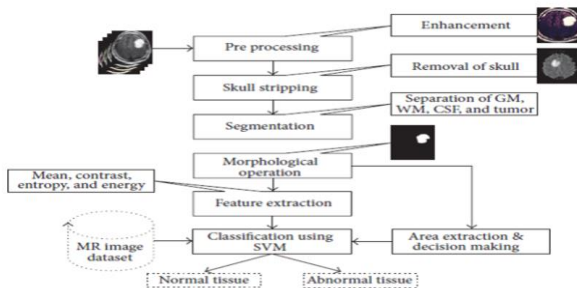 Enhancement
Pre processing
Removal of skull
Skull stripping
Separation of GM,
WM, CSF, and tumor
Segmentation
Morphological
operation
Mean, contrast,
entropy, and energy
Feature extraction
MR image
dataset
Classification using
SVM
Area extraction &
decision making
Normal tissue
Abnormal tissue